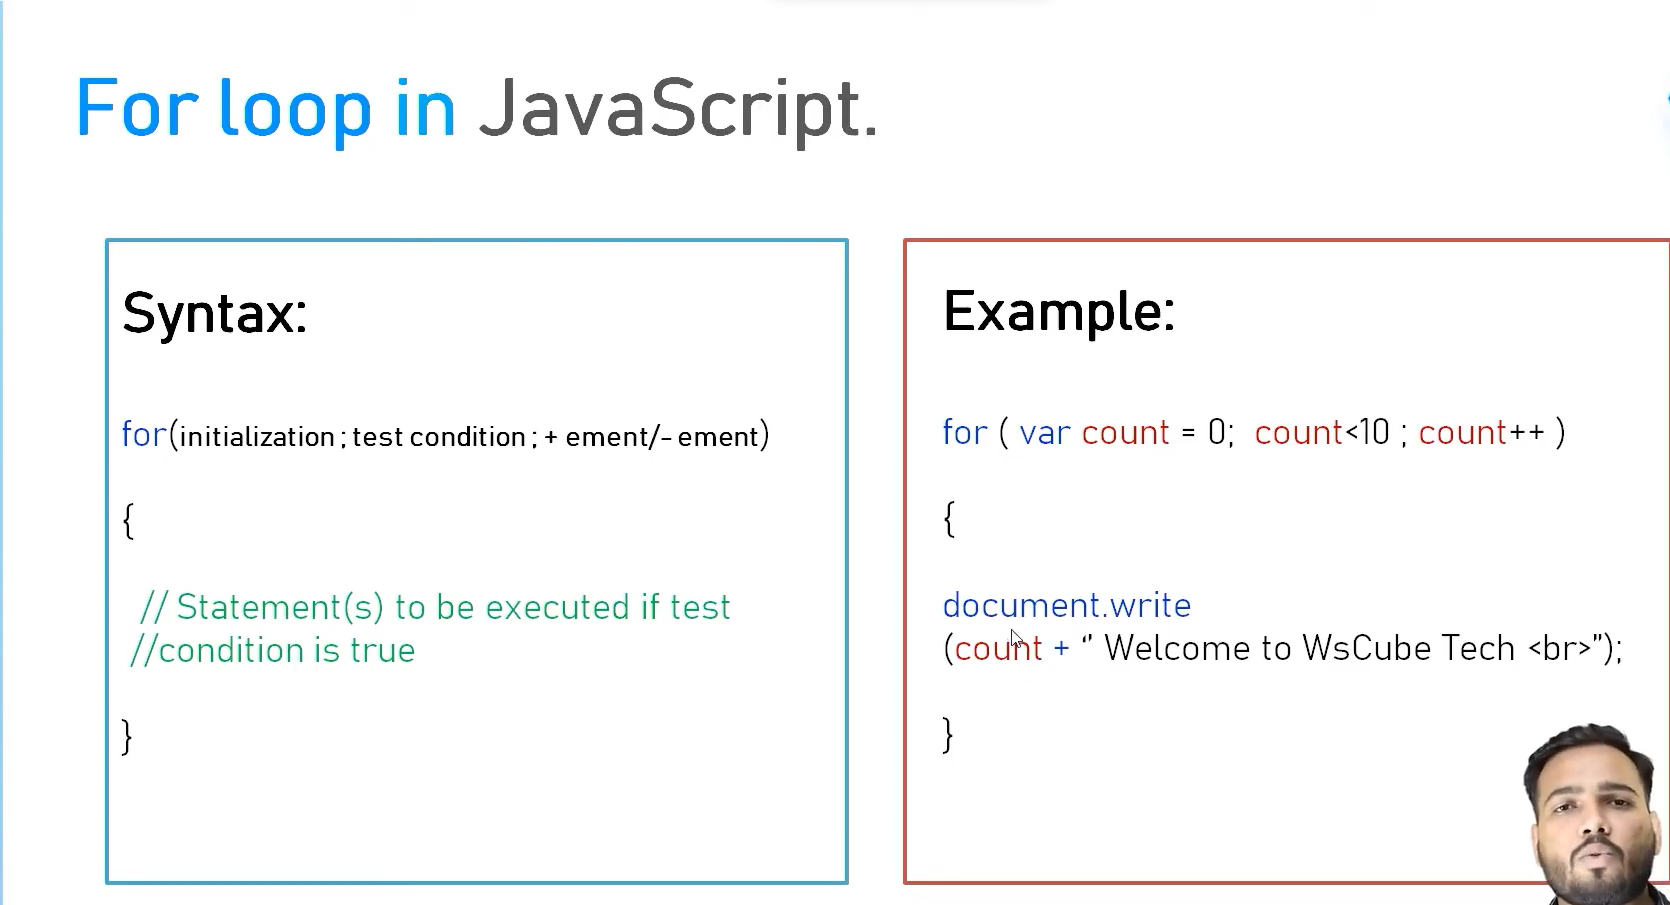 For loop in JavaScript.
Syntax:
for(initialization ; test condition ; + ement/- ement)
{
// Statement(s) to be executed if test
//condition is true
}
Example:
for ( var count = 0;  count<10 ; count++ )
{
document.write
(count + “ Welcome to WsCube Tech <br>”);
}